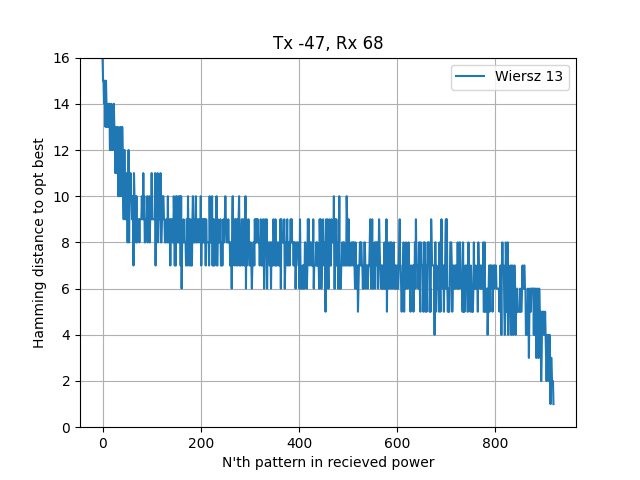 Tx -47, Rx 68
Wiersz 13
16
14
12
10
8
6
4
2
0
Hamming distance to opt best
0 200 400 600 800
N'th pattern in recieved power